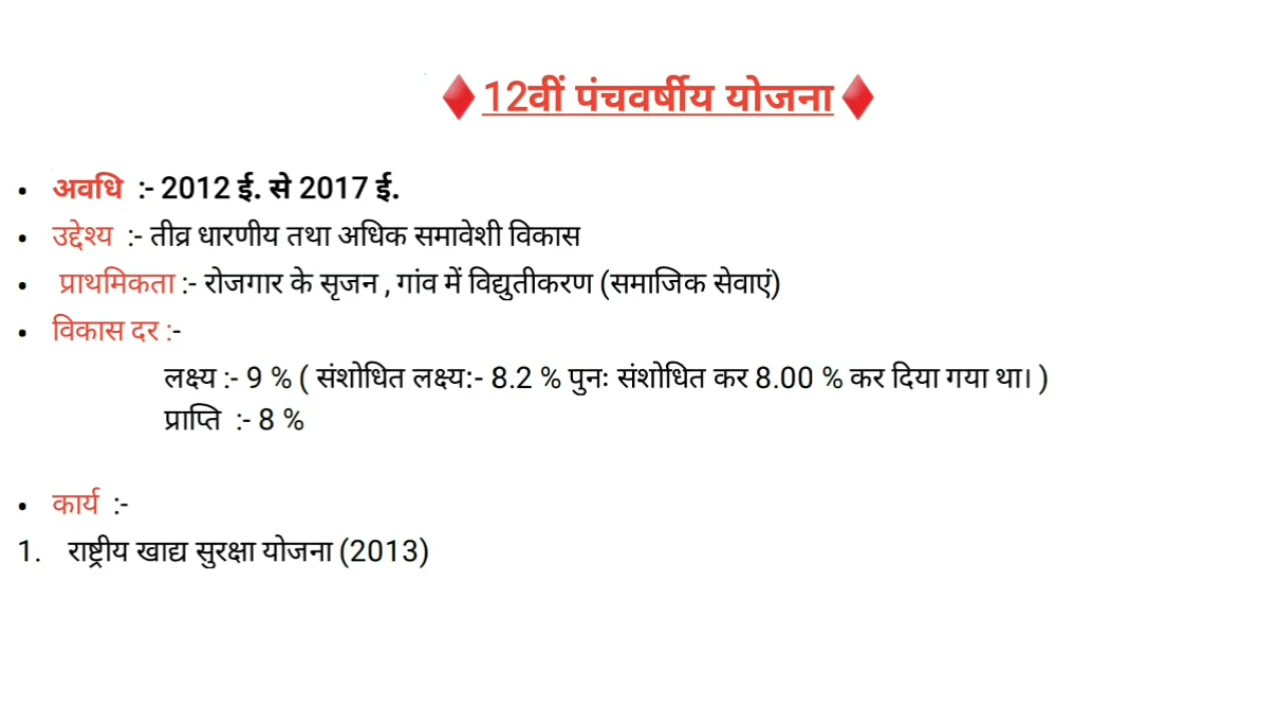 ♦12वीं पंचवर्षीय योजना♦
• अवधि :- 2012 ई. से 2017 ई.
• उद्देश्य :- तीव्र धारणीय तथा अधिक समावेशी विकास
• प्राथमिकता :- रोजगार के सृजन , गांव में विद्युतीकरण (समाजिक सेवाएं)
• विकास दर :-
लक्ष्य :- 9 % ( संशोधित लक्ष्य:- 8.2 % पुनः संशोधित कर 8.00 % कर दिया गया था। )
प्राप्ति :- 8 %
• कार्य :-
1. राष्ट्रीय खाद्य सुरक्षा योजना (2013)